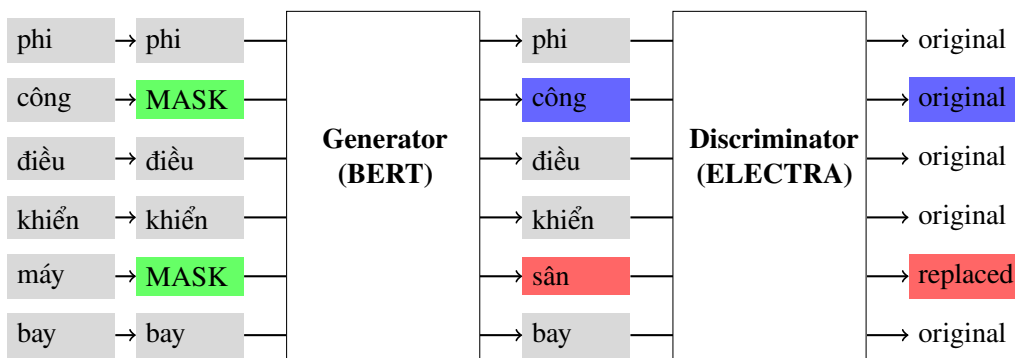 phi phi phi original
công MASK công original
Generator Discriminator
(BERT) (ELECTRA)
điều điều điều original
khiển khiển khiển original
máy MASK sân replaced
bay bay bay original